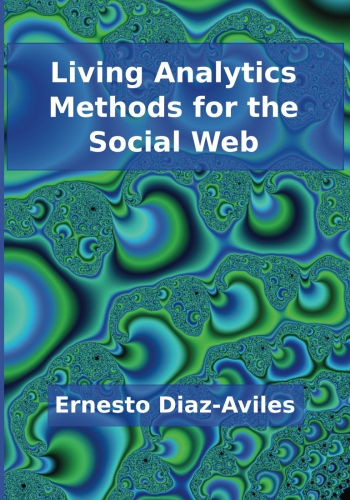 Living Analytics
Methods for the
Social Web
Ernesto Diaz-Aviles